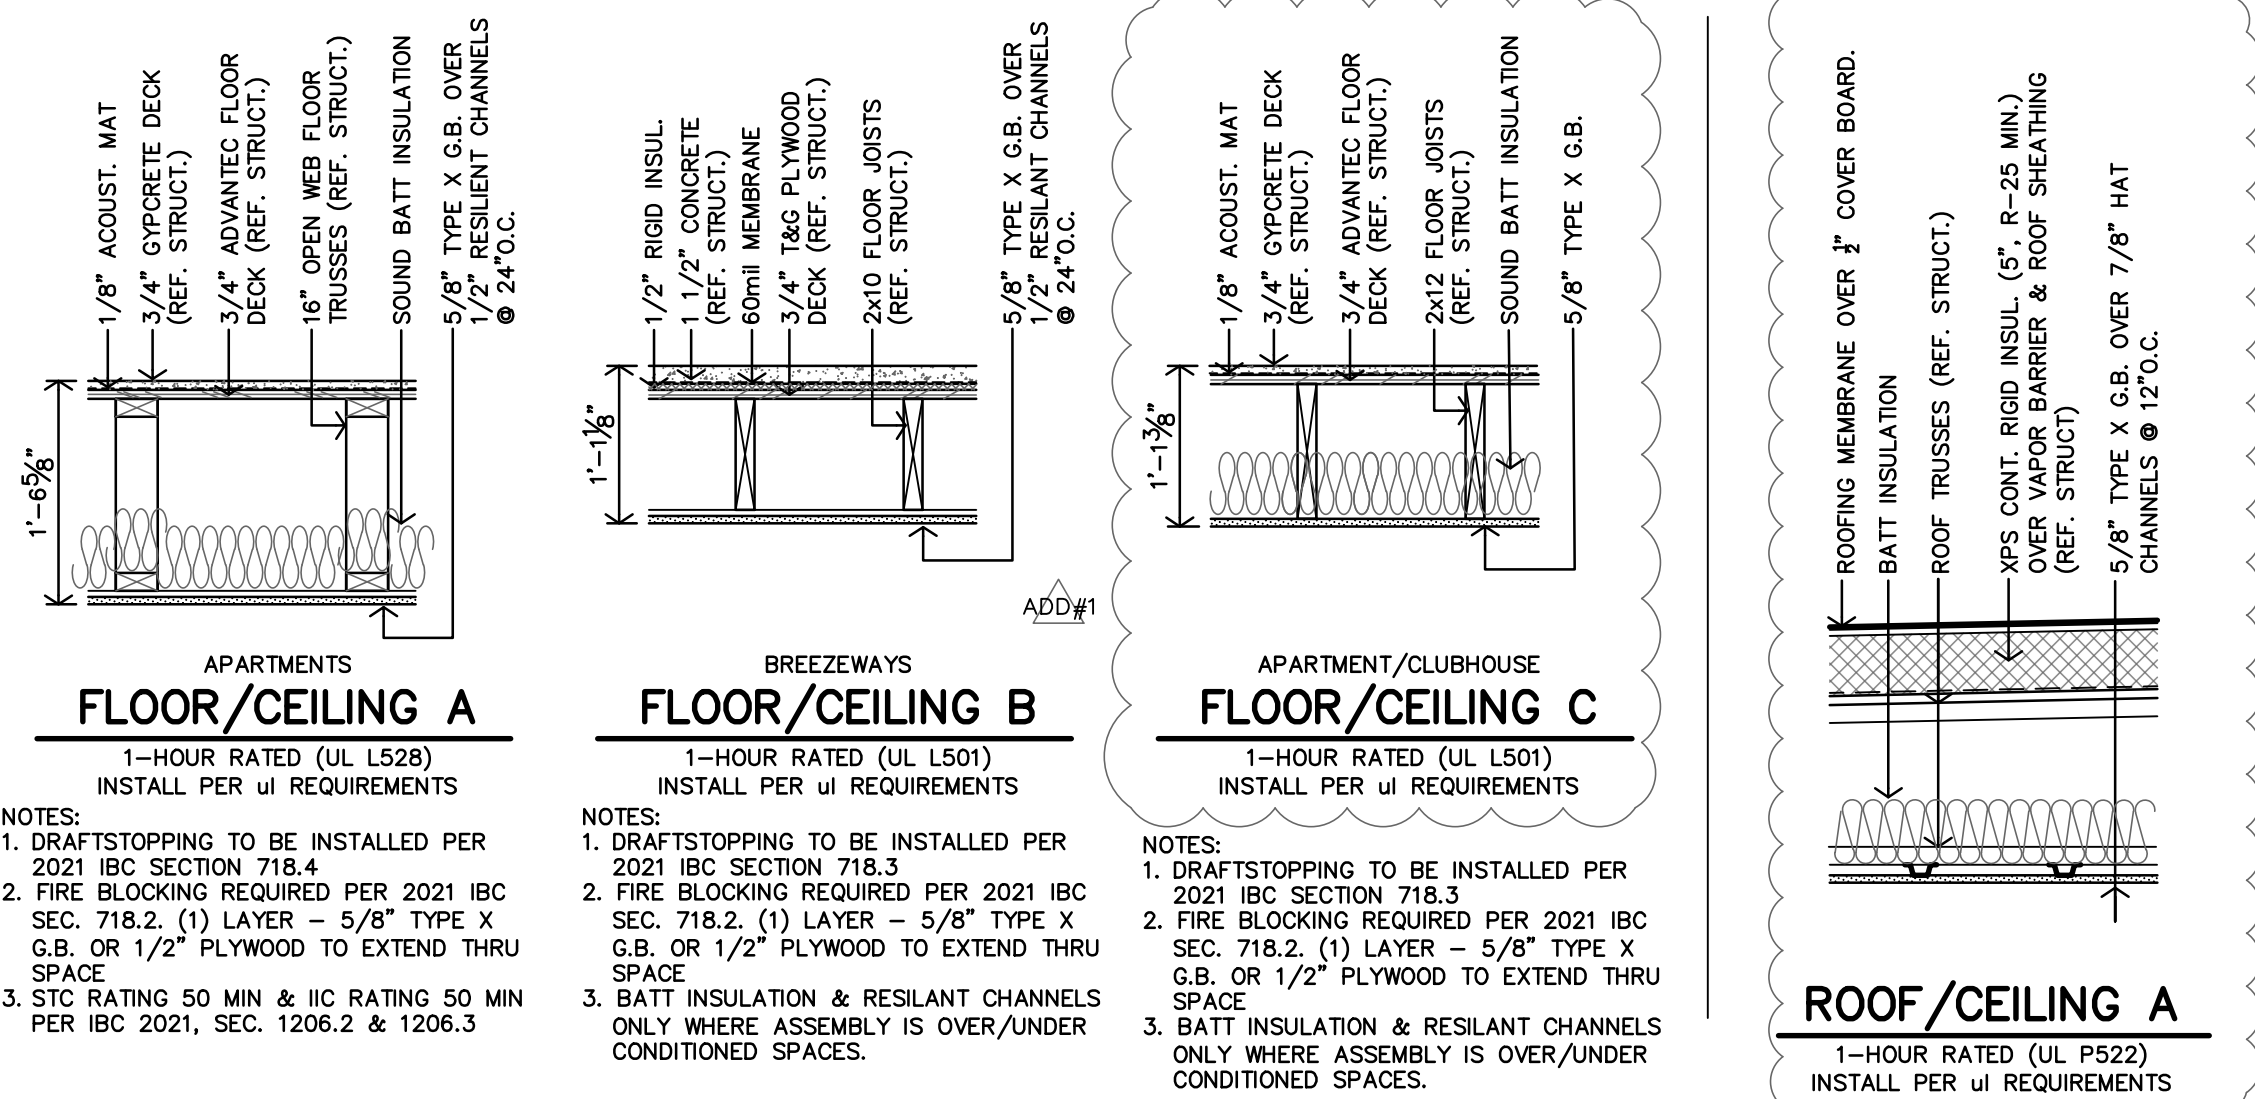 1/8" ACOUST. MAT
3/4" GYPCRETE DECK
(REF. STRUCT.)
3/4" ADVANTEC FLOOR
DECK (REF. STRUCT.)
16" OPEN WEB FLOOR
TRUSSES (REF. STRUCT.)
SOUND BATT INSULATION
5/8" TYPE X G.B. OVER
1/2" RESILIENT CHANNELS
@ 24"O.C.
1'-6 5/8"
APARTMENTS
FLOOR/CEILING A
1-HOUR RATED (UL L528)
INSTALL PER ul REQUIREMENTS
NOTES:
1. DRAFTSTOPPING TO BE INSTALLED PER
2021 IBC SECTION 718.4
2. FIRE BLOCKING REQUIRED PER 2021 IBC
SEC. 718.2. (1) LAYER - 5/8" TYPE X
G.B. OR 1/2" PLYWOOD TO EXTEND THRU
SPACE
3. STC RATING 50 MIN & IIC RATING 50 MIN
PER IBC 2021, SEC. 1206.2 & 1206.3
1/2" RIGID INSUL.
1 1/2" CONCRETE
(REF. STRUCT.)
60mil MEMBRANE
3/4" T&G PLYWOOD
DECK (REF. STRUCT.)
2x10 FLOOR JOISTS
(REF. STRUCT.)
5/8" TYPE X G.B. OVER
1/2" RESILANT CHANNELS
@ 24"O.C.
1'-1 1/8"
ADD#1
BREEZEWAYS
FLOOR/CEILING B
1-HOUR RATED (UL L501)
INSTALL PER ul REQUIREMENTS
NOTES:
1. DRAFTSTOPPING TO BE INSTALLED PER
2021 IBC SECTION 718.3
2. FIRE BLOCKING REQUIRED PER 2021 IBC
SEC. 718.2. (1) LAYER - 5/8" TYPE X
G.B. OR 1/2" PLYWOOD TO EXTEND THRU
SPACE
3. BATT INSULATION & RESILANT CHANNELS
ONLY WHERE ASSEMBLY IS OVER/UNDER
CONDITIONED SPACES.
1/8" ACOUST. MAT
3/4" GYPCRETE DECK
(REF. STRUCT.)
3/4" ADVANTEC FLOOR
DECK (REF. STRUCT.)
2x12 FLOOR JOISTS
(REF. STRUCT.)
SOUND BATT INSULATION
5/8" TYPE X G.B.
1'-1 3/8"
APARTMENT/CLUBHOUSE
FLOOR/CEILING C
1-HOUR RATED (UL L501)
INSTALL PER ul REQUIREMENTS
NOTES:
1. DRAFTSTOPPING TO BE INSTALLED PER
2021 IBC SECTION 718.3
2. FIRE BLOCKING REQUIRED PER 2021 IBC
SEC. 718.2. (1) LAYER - 5/8" TYPE X
G.B. OR 1/2" PLYWOOD TO EXTEND THRU
SPACE
3. BATT INSULATION & RESILANT CHANNELS
ONLY WHERE ASSEMBLY IS OVER/UNDER
CONDITIONED SPACES.
ROOFING MEMBRANE OVER 1/2" COVER BOARD.
BATT INSULATION
ROOF TRUSSES (REF. STRUCT.)
XPS CONT. RIGID INSUL. (5", R-25 MIN.)
OVER VAPOR BARRIER & ROOF SHEATHING
(REF. STRUCT)
5/8" TYPE X G.B. OVER 7/8" HAT
CHANNELS @ 12"O.C.
ROOF/CEILING A
1-HOUR RATED (UL P522)
INSTALL PER ul REQUIREMENTS